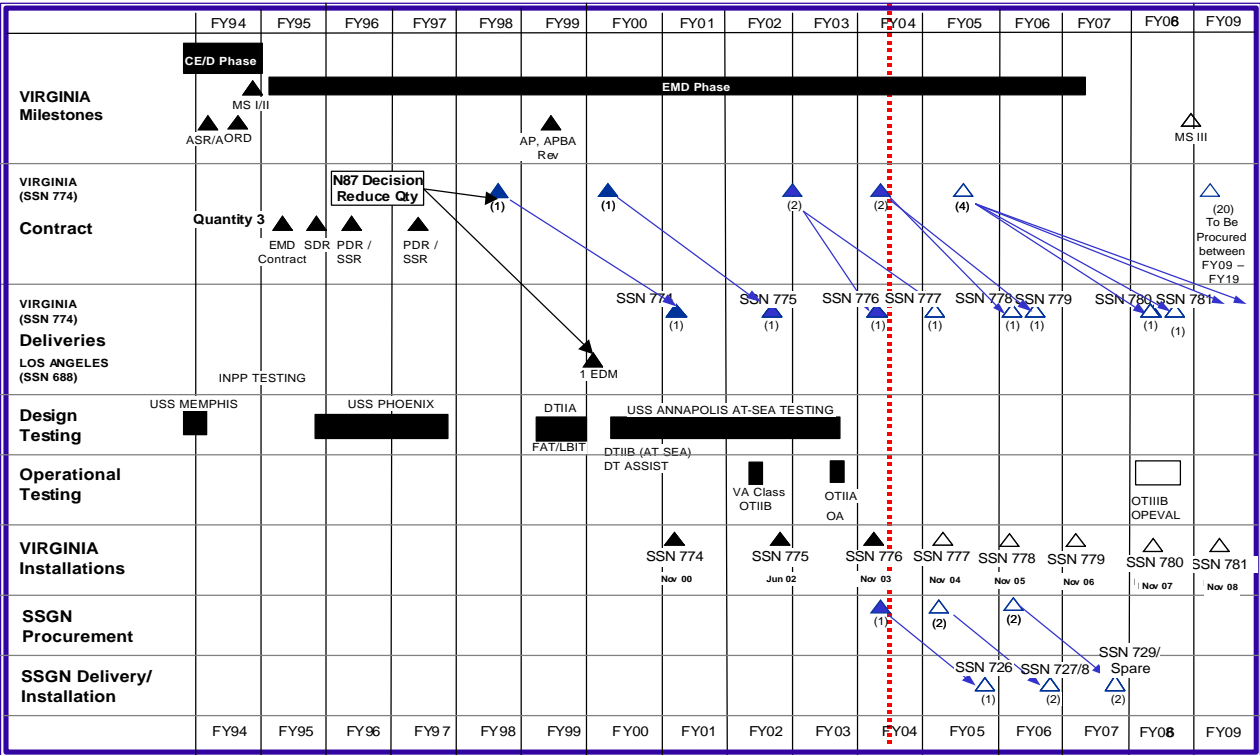 FY94 FY95 FY96 FY97 FY98 FY99 FY00 FY01 FY02 FY03 FY04 FY05 FY06 FY07 FY08 FY09
CE/D Phase
EMD Phase
VIRGINIA
Milestones
MS I/II
ASR/A ORD
AP, APBA
Rev
MS III
VIRGINIA
(SSN 774)
Contract
N87 Decision
Reduce Qty
Quantity 3
EMD
Contract
SDR
PDR /
SSR
PDR /
SSR
(1)
(1)
(2)
(2)
(4)
(20)
To Be
Procured
between
FY09 –
FY19
VIRGINIA
(SSN 774)
Deliveries
LOS ANGELES
(SSN 688)
SSN 774
SSN 775
SSN 776
SSN 777
SSN 778
SSN 779
SSN 780
SSN 781
(1)
(1)
(1)
(1)
(1)
(1)
(1)
(1)
1 EDM
INPP TESTING
Design
Testing
USS MEMPHIS
USS PHOENIX
DTIIA
FAT/LBIT
USS ANNAPOLIS AT-SEA TESTING
DTIIB (AT SEA)
DT ASSIST
Operational
Testing
VA Class
OTIIB
OTIIA
OA
OTIIIB
OPEVAL
VIRGINIA
Installations
SSN 774
Nov 00
SSN 775
Jun 02
SSN 776
Nov 03
SSN 777
Nov 04
SSN 778
Nov 05
SSN 779
Nov 06
SSN 780
Nov 07
SSN 781
Nov 08
SSGN
Procurement
(1)
(2)
(2)
SSGN Delivery/
Installation
SSN 726
(1)
SSN 727/8
(2)
SSN 729/
Spare
(2)
FY94 FY95 FY96 FY97 FY98 FY99 FY00 FY01 FY02 FY03 FY04 FY05 FY06 FY07 FY08 FY09